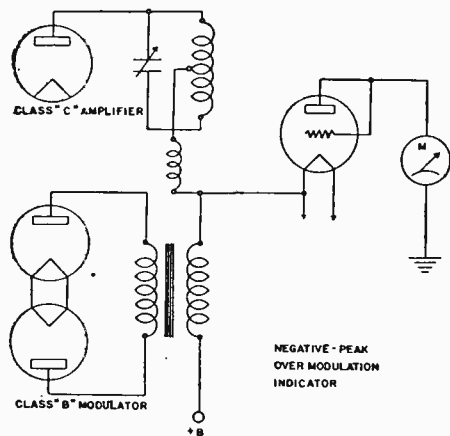 CLASS "C" AMPLIFIER
M
NEGATIVE-PEAK
OVER MODULATION
INDICATOR
CLASS "B" MODULATOR
+B